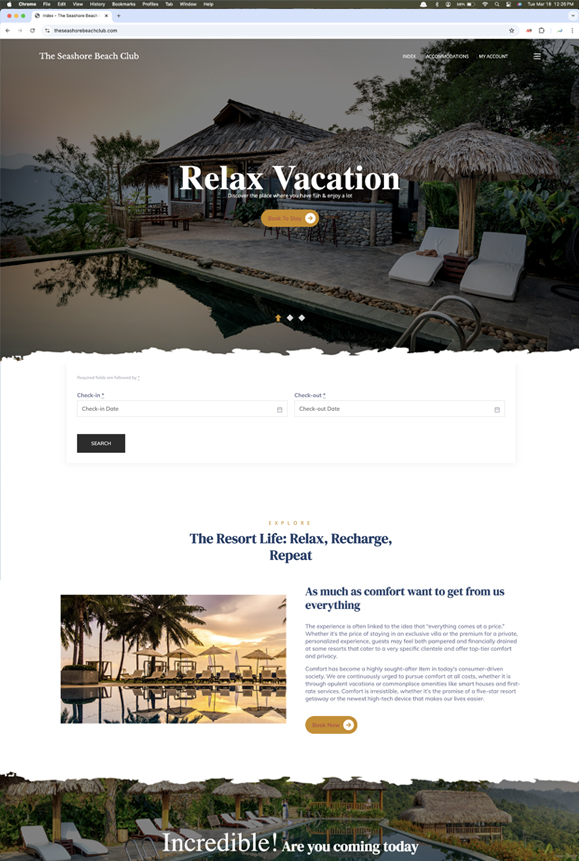 Chrome File Edit View History Bookmarks Profiles Tab Window Help
Tue Mar 18 12:26 PM
Index – The Seashore Beach
theseashorebeachclub.com
The Seashore Beach Club
INDEX ACCOMMODATIONS MY ACCOUNT
Relax Vacation
Discover the place where you have fun & enjoy a lot
Book To Stay
Required fields are followed by *
Check-in * Check-out *
Check-in Date Check-out Date
SEARCH
EXPLORE
The Resort Life: Relax, Recharge,
Repeat
As much as comfort want to get from us
everything
The experience is often linked to the idea that "everything comes at a price."
Whether it's the price of staying in an exclusive villa or the premium for a private,
personalized experience, guests may feel both pampered and financially drained
at some resorts that cater to a very specific clientele and offer top-tier comfort
and privacy.
Comfort has become a highly sought-after item in today's consumer-driven
society. We are continuously urged to pursue comfort at all costs, whether it is
through opulent vacations or commonplace amenities like smart houses and first-
rate services. Comfort is irresistible, whether it's the promise of a five-star resort
getaway or the newest high-tech device that makes our lives easier.
Book Now
Incredible! Are you coming today